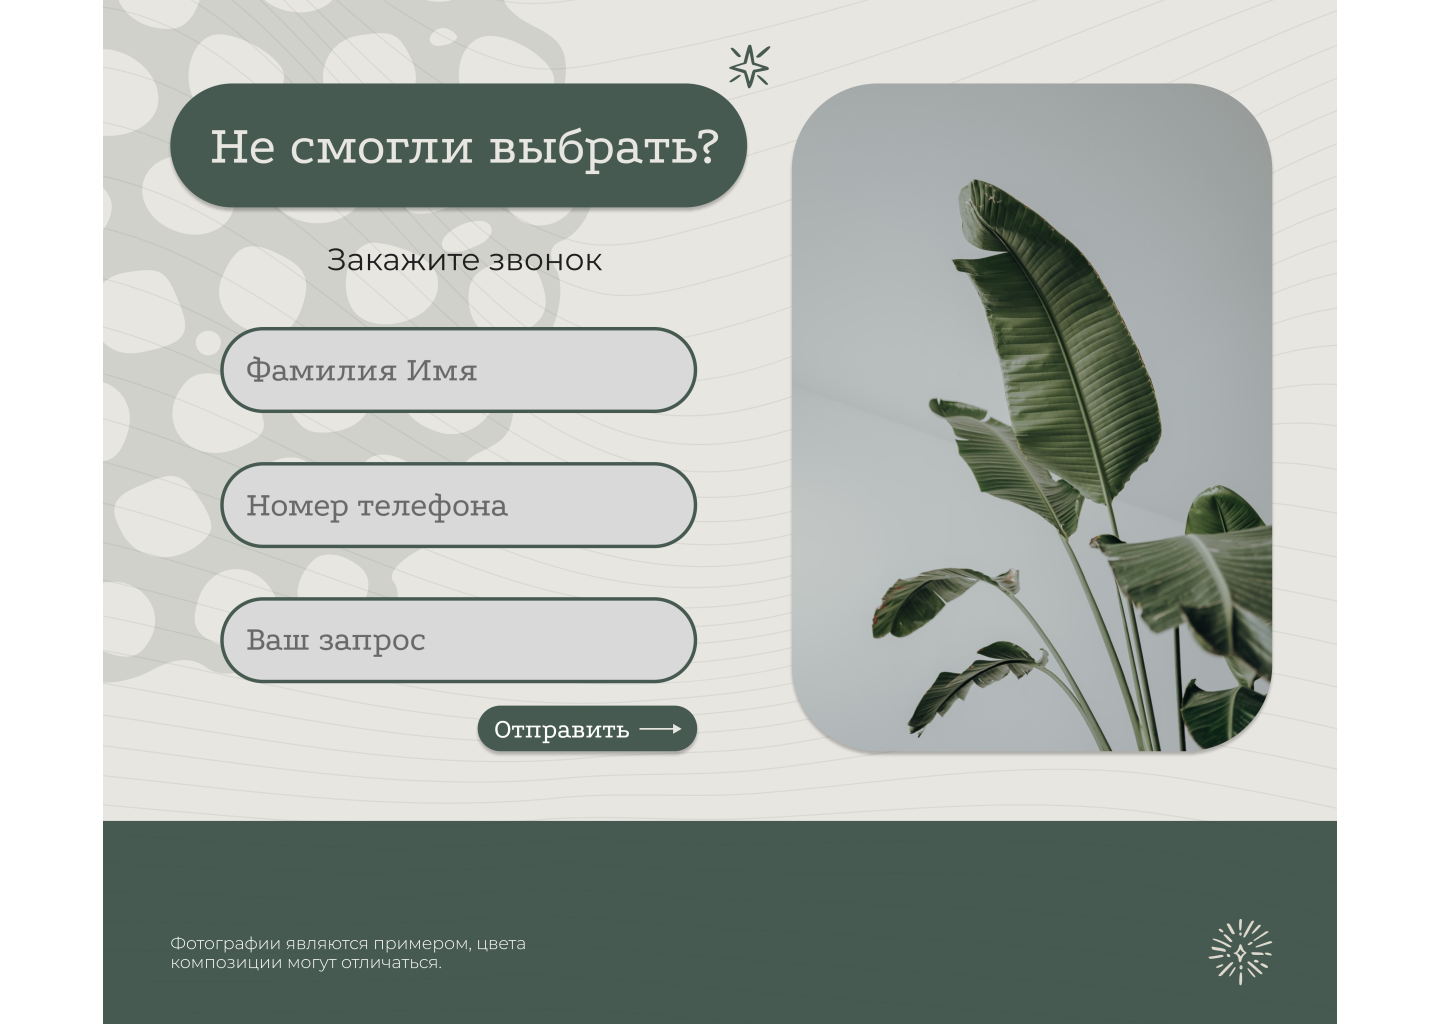 Не смогли выбрать?
Закажите звонок
Фамилия Имя
Номер телефона
Ваш запрос
Отправить
Фотографии являются примером, цвета
композиции могут отличаться.